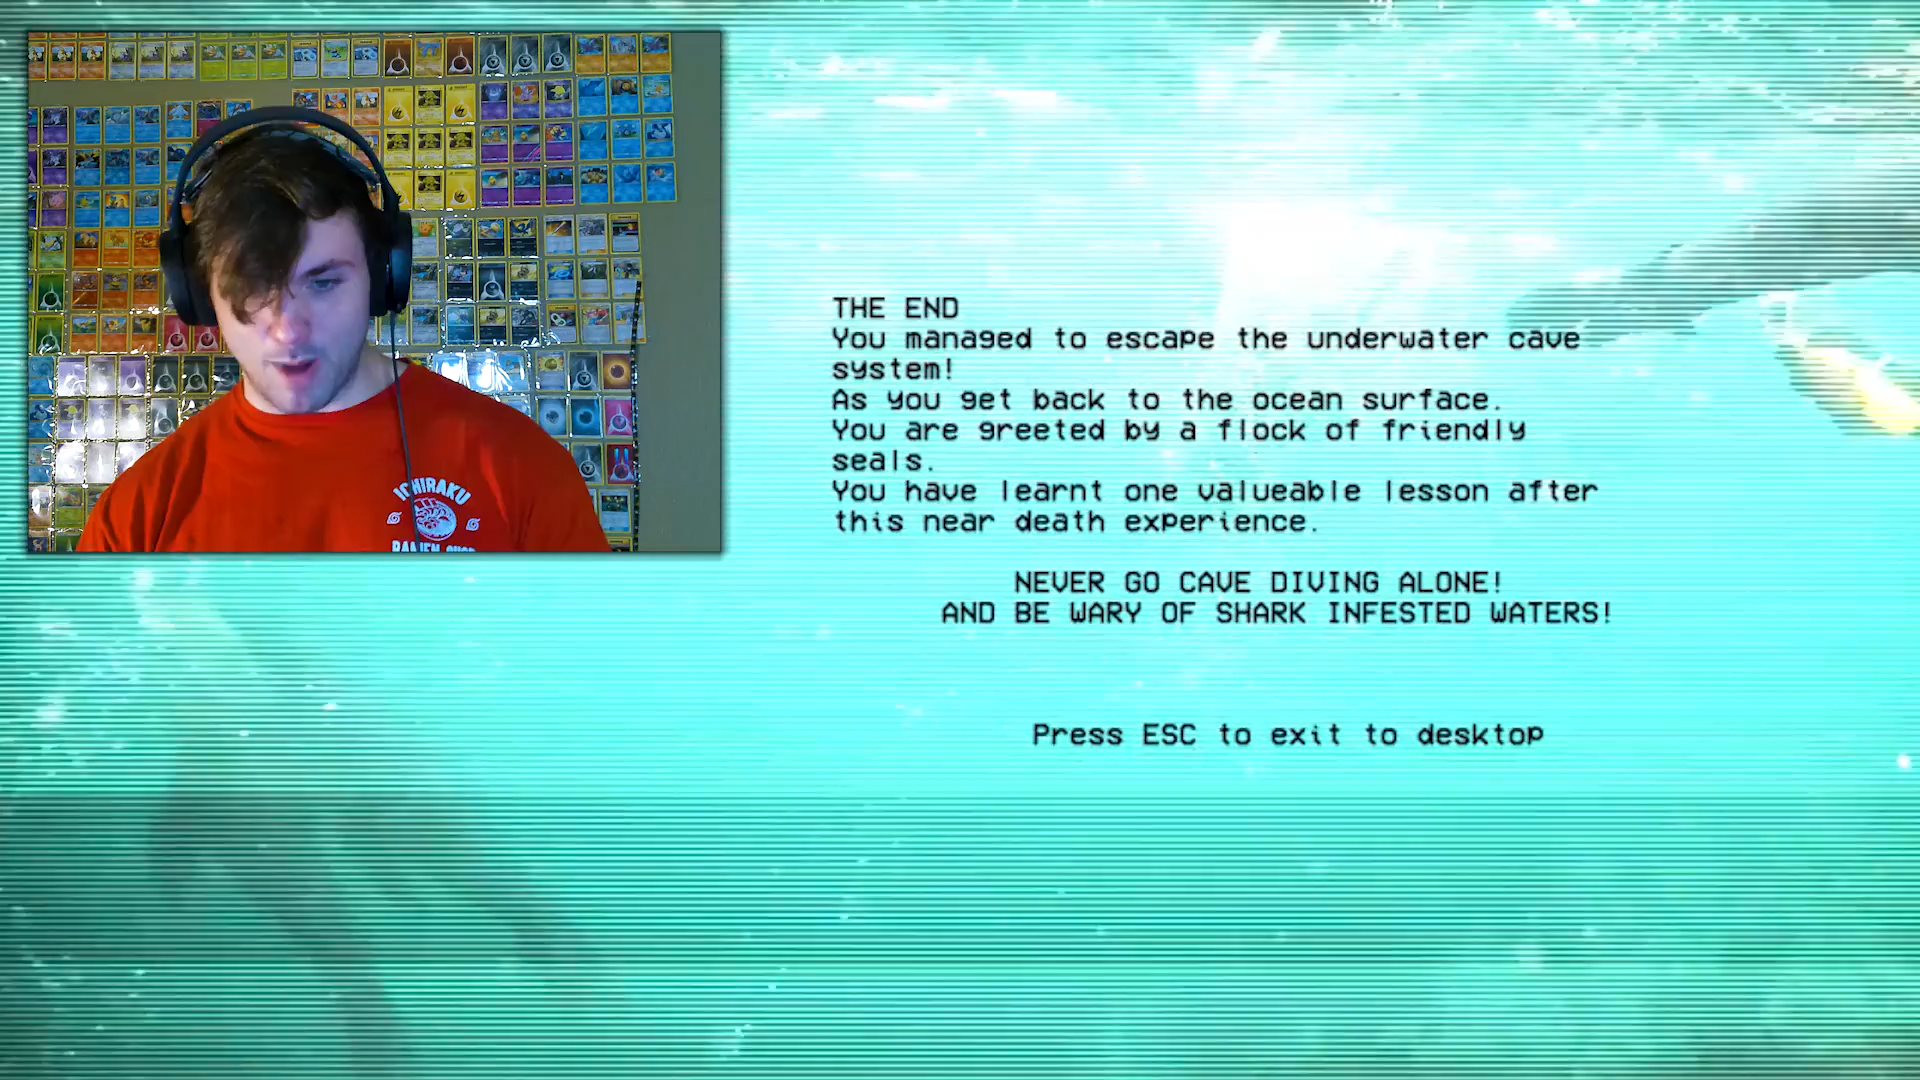 ICHIRAKU
THE END
You managed to escape the underwater cave
system!
As you get back to the ocean surface.
You are greeted by a flock of friendly
seals.
You have learnt one valueable lesson after
this near death experience.
NEVER GO CAVE DIVING ALONE!
AND BE WARY OF SHARK INFESTED WATERS!
Press ESC to exit to desktop